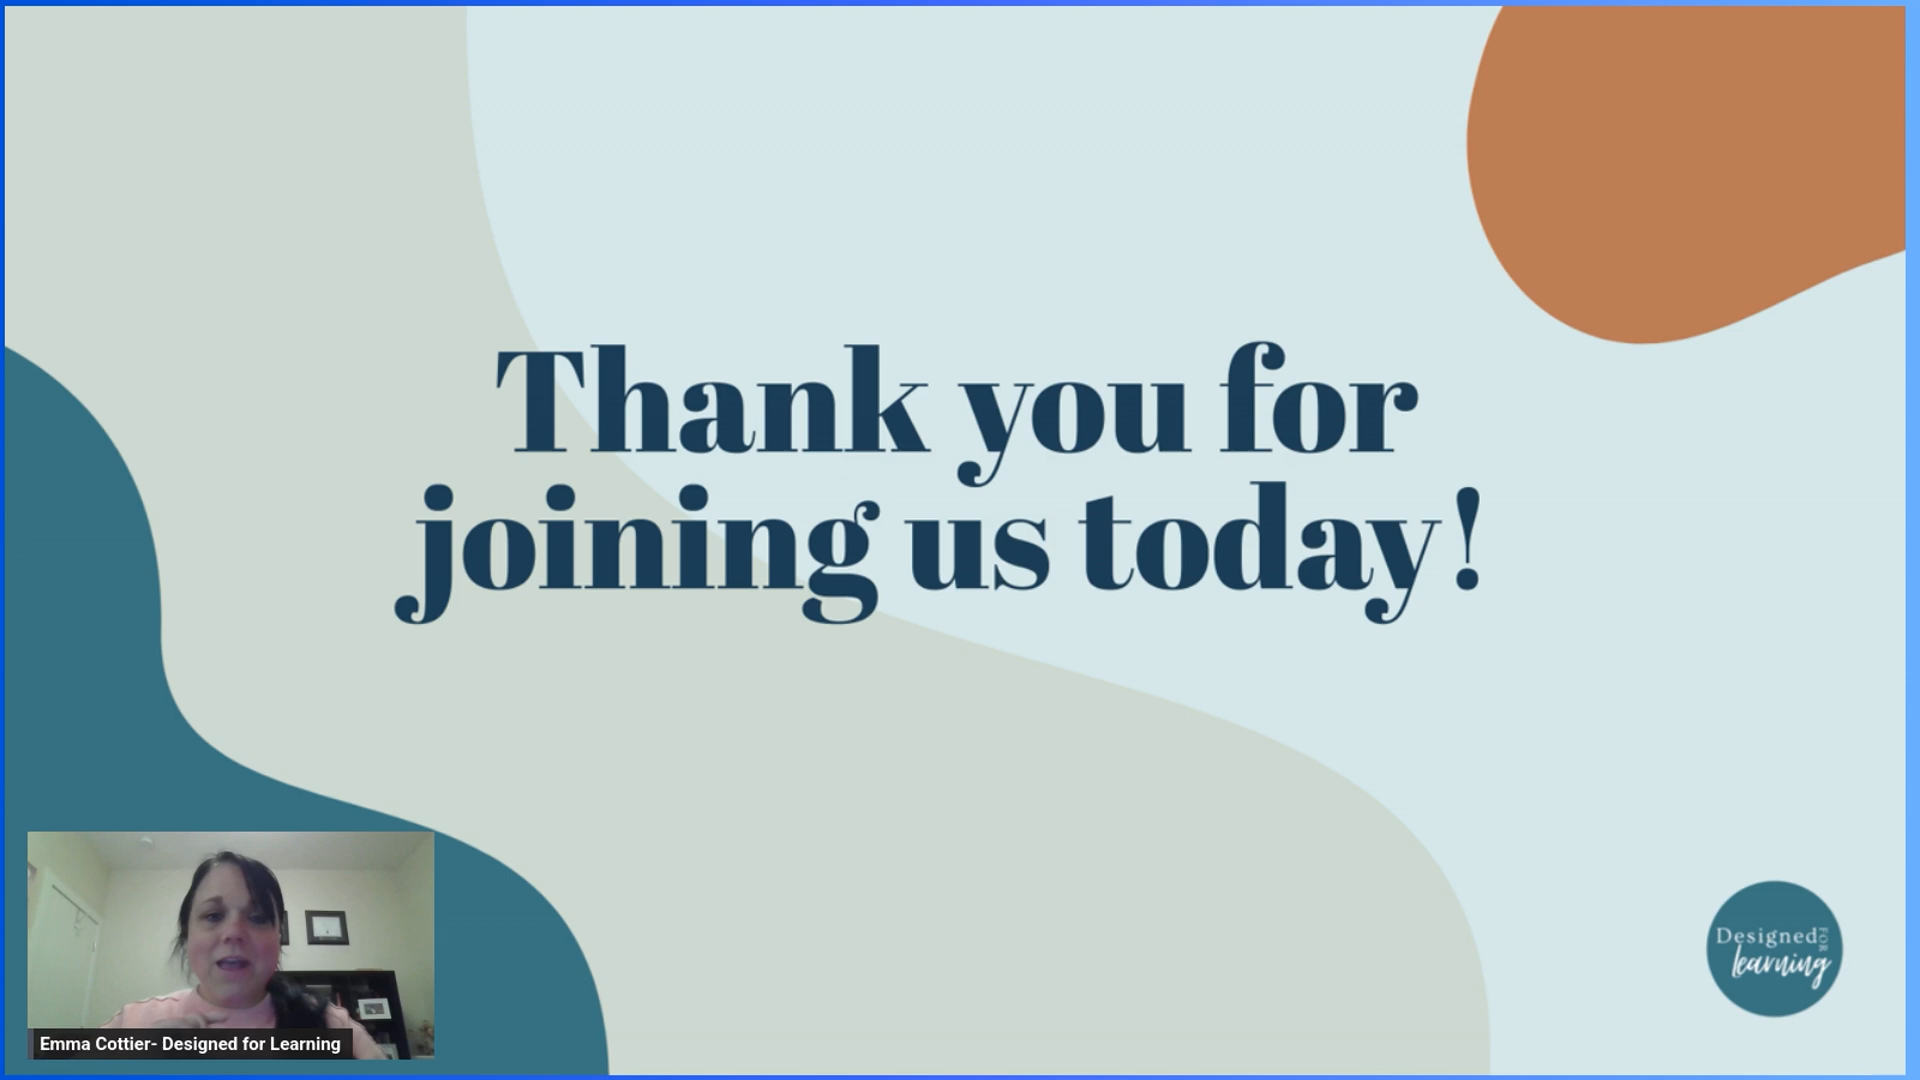 Thank you for
joining us today!
Designed FOR
learning
Emma Cottier- Designed for Learning